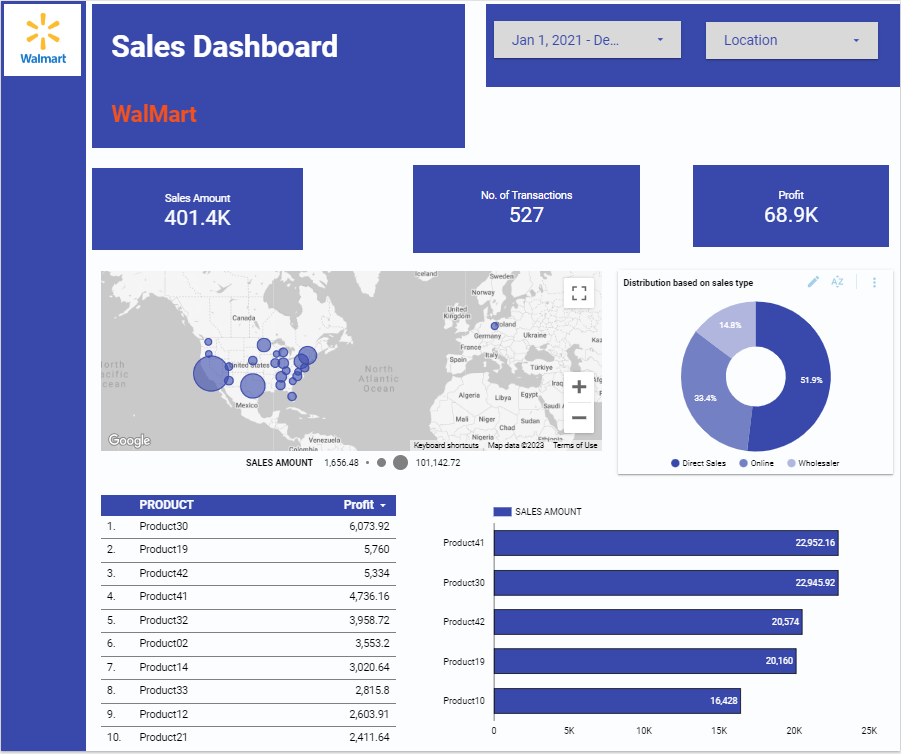 Walmart
Sales Dashboard
WalMart
Jan 1, 2021 - De...
Location
Sales Amount
401.4K
No. of Transactions
527
Profit
68.9K
Iceland
Sweden
Norway
Canada
United
Kingdom
Poland
Germany
Ukraine
France
Italy
Spain
Türkiye
United States
North
Atlantic
Ocean
Iraq
Algeria
Libya
Egypt
Mexico
Mali
Niger
Chad
Sudan
Nigeria
Ethiopia
Venezuela
Colombia
Google
Keyboard shortcuts
Map data ©2023
Terms of Use
SALES AMOUNT 1,656.48 101,142.72
Distribution based on sales type
AZ
14.8%
51.9%
33.4%
Direct Sales Online Wholesaler
PRODUCT Profit
1. Product30 6,073.92
2. Product19 5,760
3. Product42 5,334
4. Product41 4,736.16
5. Product32 3,958.72
6. Product02 3,553.2
7. Product14 3,020.64
8. Product33 2,815.8
9. Product12 2,603.91
10. Product21 2,411.64
SALES AMOUNT
Product41 22,952.16
Product30 22,945.92
Product42 20,574
Product19 20,160
Product10 16,428
0 5K 10K 15K 20K 25K